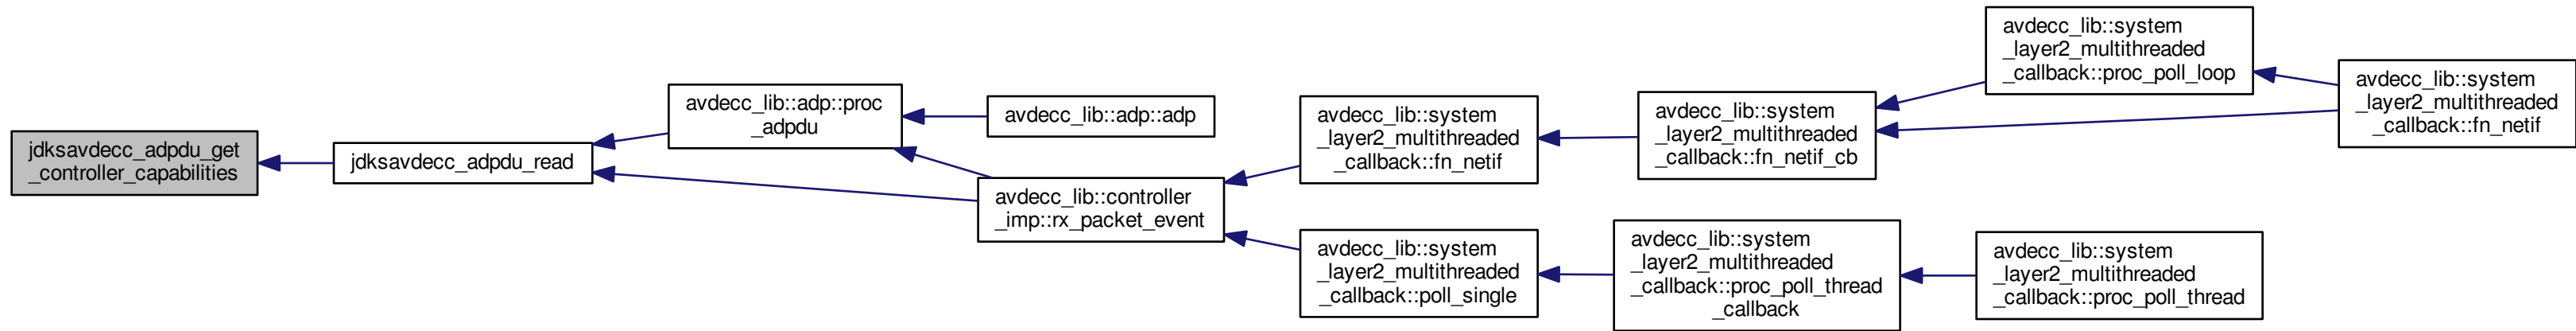 jdksavdecc_adpdu_get
_controller_capabilities
jdksavdecc_adpdu_read
avdecc_lib::adp::proc
_adpdu
avdecc_lib::adp::adp
avdecc_lib::controller
_imp::rx_packet_event
avdecc_lib::system
_layer2_multithreaded
_callback::fn_netif
avdecc_lib::system
_layer2_multithreaded
_callback::poll_single
avdecc_lib::system
_layer2_multithreaded
_callback::fn_netif_cb
avdecc_lib::system
_layer2_multithreaded
_callback::proc_poll_thread
_callback
avdecc_lib::system
_layer2_multithreaded
_callback::proc_poll_loop
avdecc_lib::system
_layer2_multithreaded
_callback::proc_poll_thread
avdecc_lib::system
_layer2_multithreaded
_callback::fn_netif